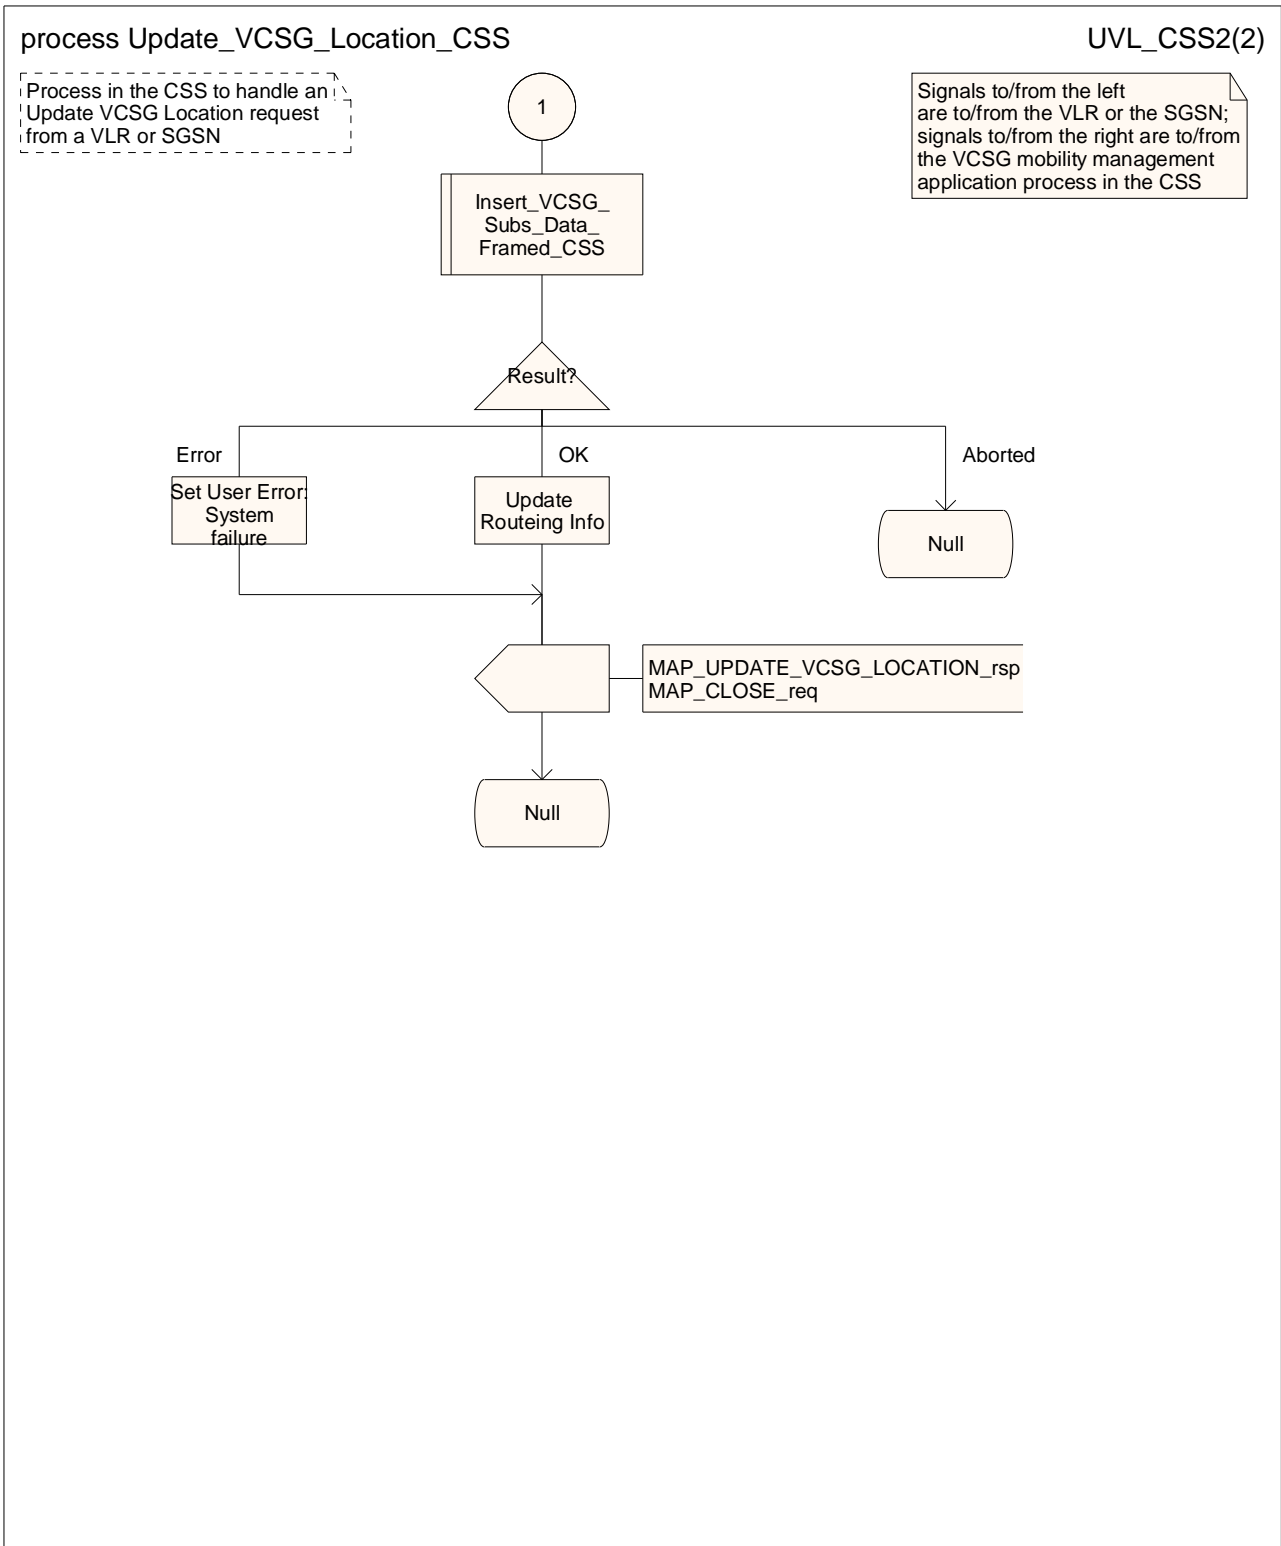 process Update_VCSG_Location_CSS
UVL_CSS2(2)
Process in the CSS to handle an
Update VCSG Location request
from a VLR or SGSN
1
Signals to/from the left
are to/from the VLR or the SGSN;
signals to/from the right are to/from
the VCSG mobility management
application process in the CSS
Insert_VCSG_
Subs_Data_
Framed_CSS
Result?
Error
OK
Aborted
Set User Error:
System
failure
Update
Routeing Info
Null
MAP_UPDATE_VCSG_LOCATION_rsp
MAP_CLOSE_req
Null